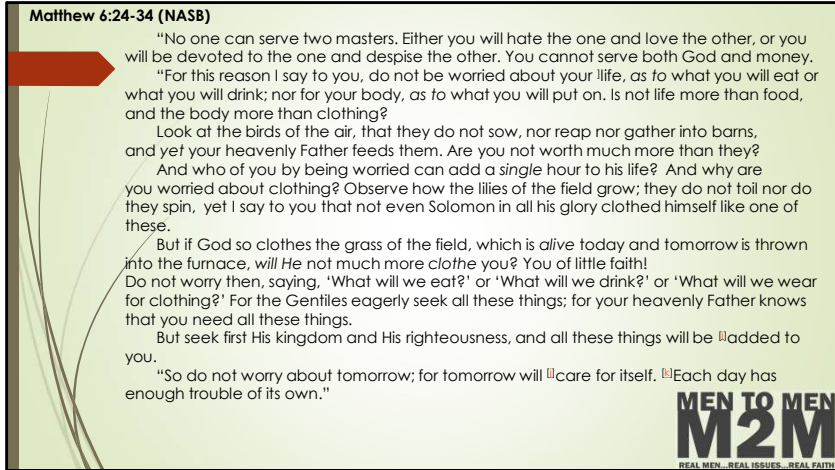 Matthew 6:24-34 (NASB)
“No one can serve two masters. Either you will hate the one and love the other, or you
will be devoted to the one and despise the other. You cannot serve both God and money.
“For this reason I say to you, do not be worried about your ]life, as to what you will eat or
what you will drink; nor for your body, as to what you will put on. Is not life more than food,
and the body more than clothing?
Look at the birds of the air, that they do not sow, nor reap nor gather into barns,
and yet your heavenly Father feeds them. Are you not worth much more than they?
And who of you by being worried can add a single hour to his life? And why are
you worried about clothing? Observe how the lilies of the field grow; they do not toil nor do
they spin, yet I say to you that not even Solomon in all his glory clothed himself like one of
these.
But if God so clothes the grass of the field, which is alive today and tomorrow is thrown
into the furnace, will He not much more clothe you? You of little faith!
Do not worry then, saying, ‘What will we eat?’ or ‘What will we drink?’ or ‘What will we wear
for clothing?’ For the Gentiles eagerly seek all these things; for your heavenly Father knows
that you need all these things.
But seek first His kingdom and His righteousness, and all these things will be [i]added to
you.
“So do not worry about tomorrow; for tomorrow will [j]care for itself. [k]Each day has
enough trouble of its own.”
MEN TO MEN
M2M
REAL MEN...REAL ISSUES...REAL FAITH